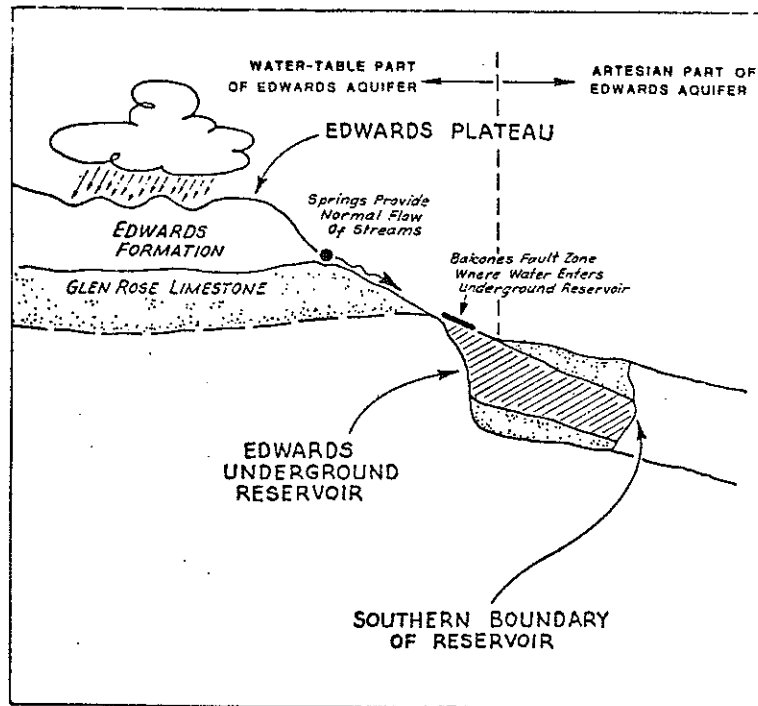 WATER-TABLE PART
OF EDWARDS AQUIFER
ARTESIAN PART OF
EDWARDS AQUIFER
EDWARDS PLATEAU
Springs Provide
Normal Flow
Of Streams
EDWARDS
FORMATION
Balcones Fault Zone
Where Water Enters
Underground Reservoir
GLEN ROSE LIMESTONE
EDWARDS
UNDERGROUND
RESERVOIR
SOUTHERN BOUNDARY
OF RESERVOIR